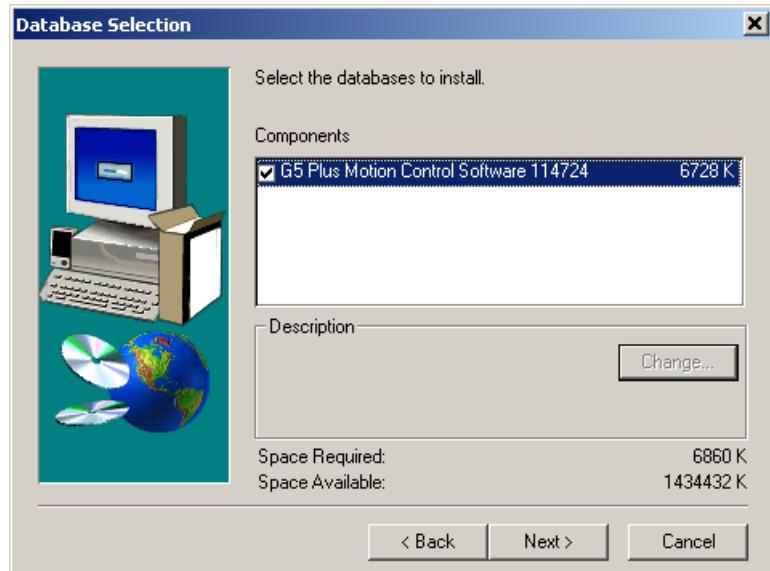 Database Selection
Select the databases to install.
Components
G5 Plus Motion Control Software 114724 6728 K
Description
Change...
Space Required: 6860 K
Space Available: 1434432 K
< Back Next > Cancel